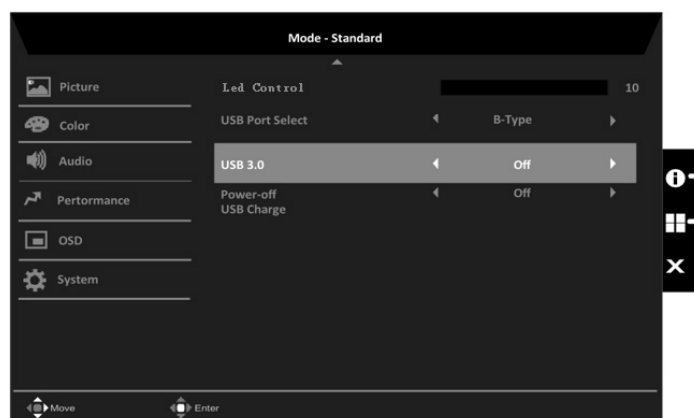 Mode - Standard
Picture
Color
Audio
Pertormance
OSD
System
Led Control 10
USB Port Select B-Type
USB 3.0 Off
Power-off Off
USB Charge
Move Enter